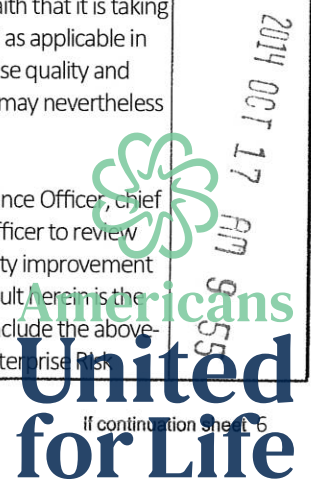 aith that it is taking
as applicable in
se quality and
may nevertheless
nce Officer, chief
fficer to review
ty improvement
ult herein is the
clude the above-
terprise Risk
2014 OCT 17 AM 9 55
If continuation sheet 6
Americans
United
for Life